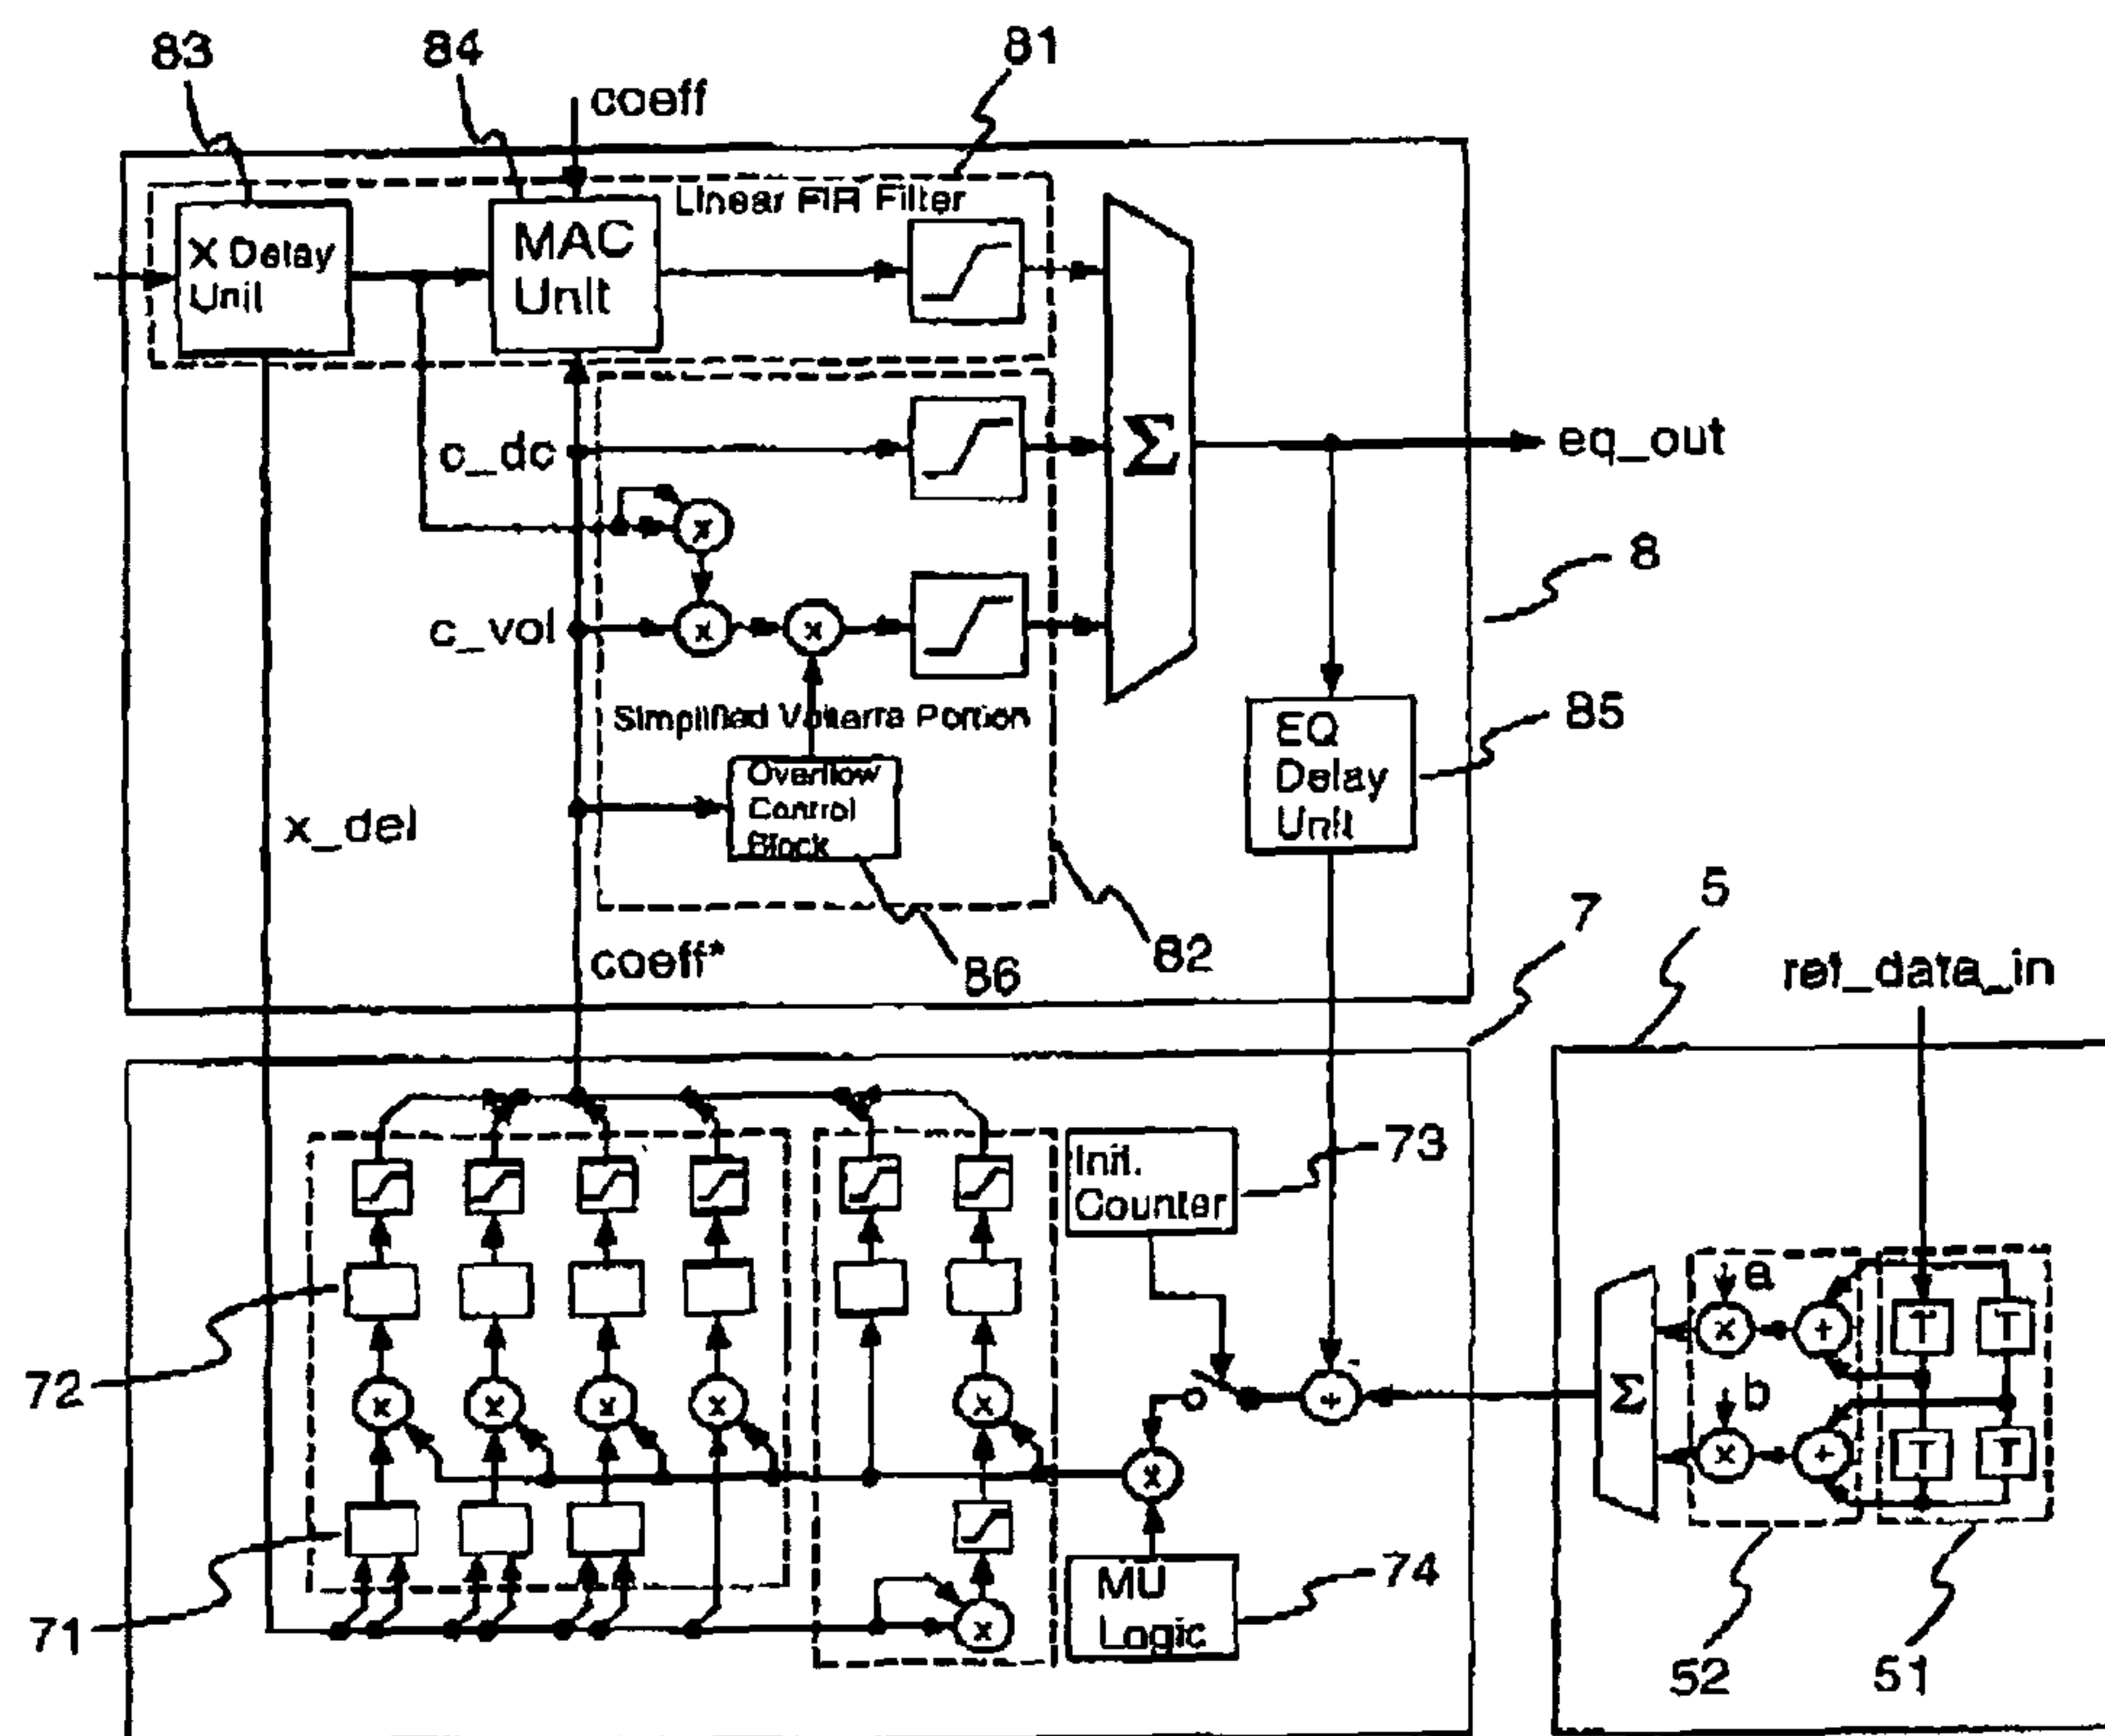 83
84
81
coeff
Linear FIR Filter
X Delay
Unit
MAC
Unit
c_dc
Σ
eq_out
x
8
c_vol
x
x
Simplified Volterra Portion
EQ
Delay
Unit
85
Overflow
Control
Block
x_del
5
7
82
coeff*
86
ref_data_in
Init.
Counter
73
a
x
+
T
T
72
x
x
x
x
x
-
+
Σ
b
x
+
T
T
x
71
x
MU
Logic
74
52
51